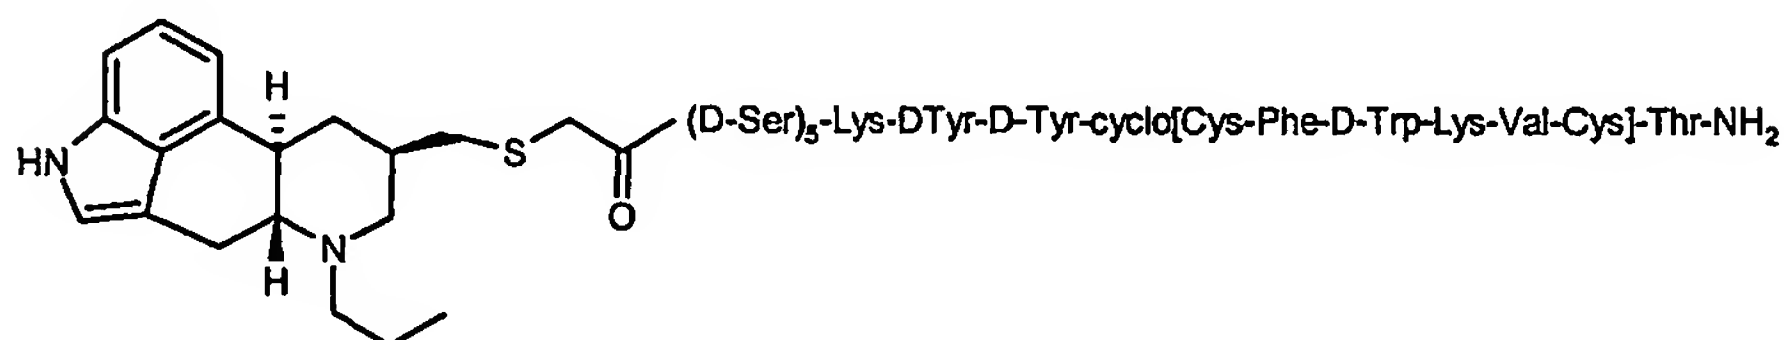 H
(D-Ser)5-Lys-DTyr-D-Tyr-cyclo[Cys-Phe-D-Trp-Lys-Val-Cys]-Thr-NH2
HN
S
O
N
H